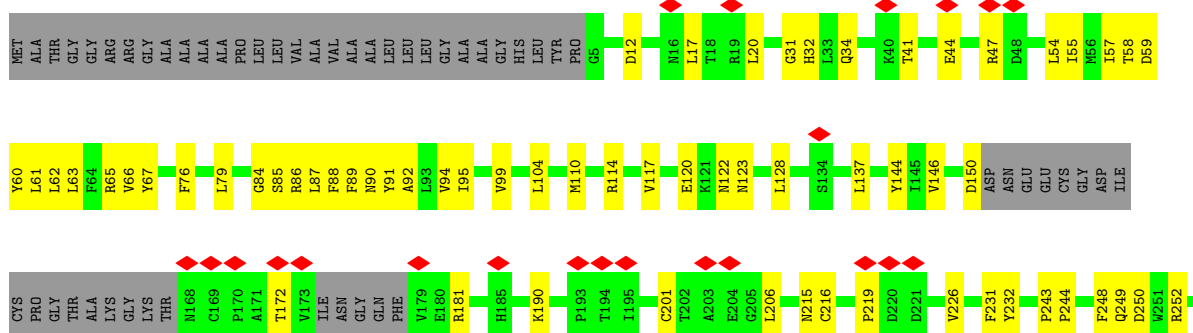 MET ALA THR GLY GLY ARG ARG GLY ALA ALA ALA ALA PRO LEU LEU VAL ALA VAL ALA ALA LEU LEU LEU GLY ALA ALA GLY HIS LEU TYR PRO G5 D12 N16 L17 T18 R19 L20 G31 H32 L33 Q34 K40 T41 E44 R47 D48 L54 I55 M56 I57 T58 D59
Y60 L61 L62 L63 F64 R65 V66 Y67 F76 L79 G84 S85 R86 L87 F88 F89 N90 Y91 A92 L93 V94 I95 V99 L104 M110 R114 V117 E120 K121 N122 N123 L128 S134 L137 Y144 I145 V146 D150 ASP ASN GLU GLU CYS GLY ASP ILE
CYS PRO GLY THR ALA LYS GLY LYS THR N168 C169 P170 A171 T172 V173 ILE ASN GLY GLN PHE V179 E180 R181 H185 K190 P193 T194 I195 C201 T202 A203 E204 G205 L206 N215 C216 P219 D220 D221 V226 F231 Y232 P243 P244 F248 Q249 D250 W251 R252